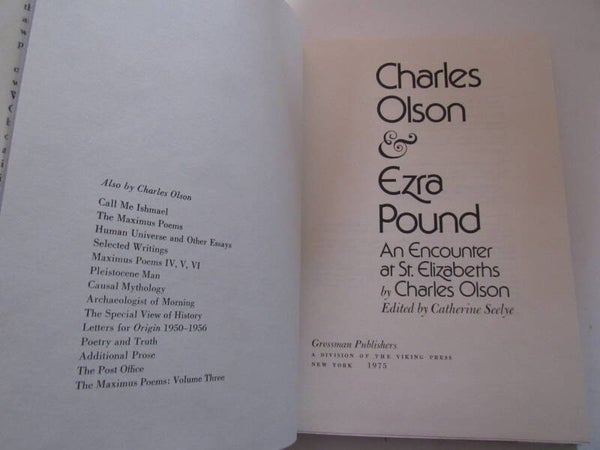 Also by Charles Olson
Call Me Ishmael
The Maximus Poems
Human Universe and Other Essays
Selected Writings
Maximus Poems IV, V, VI
Pleistocene Man
Causal Mythology
Archaeologist of Morning
The Special View of History
Letters for Origin 1950–1956
Poetry and Truth
Additional Prose
The Post Office
The Maximus Poems: Volume Three
Charles
Olson
&
Ezra
Pound
An Encounter
at St. Elizabeths
by Charles Olson
Edited by Catherine Seelye
Grossman Publishers
A DIVISION OF THE VIKING PRESS
NEW YORK 1975